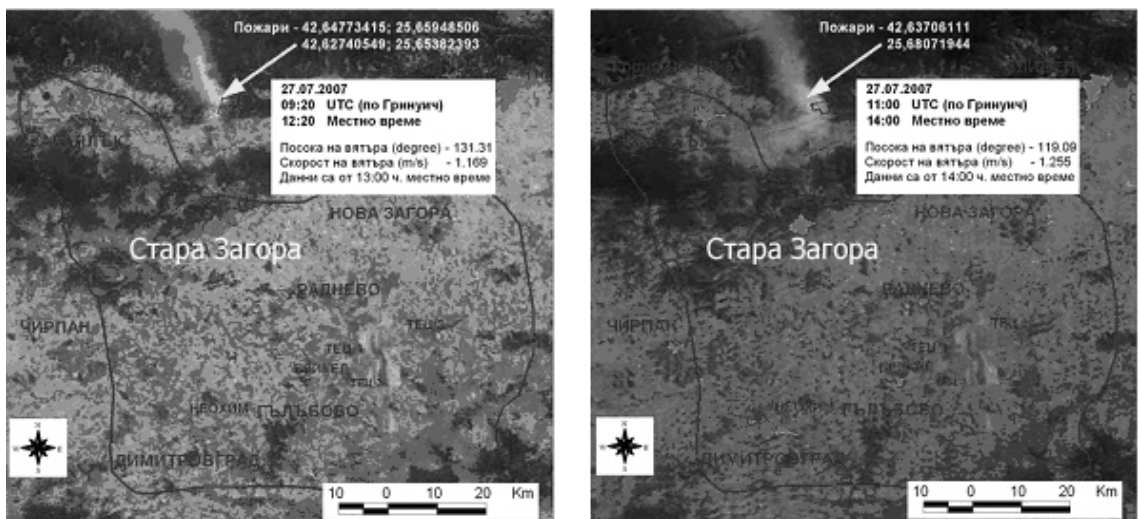 Пожари - 42,64773415; 25,65948506
42,62740549; 25,65382393
27.07.2007
09:20 UTC (по Гринуич)
12:20 Местно време
Посока на вятъра (degree) - 131.31
Скорост на вятъра (m/s) - 1.169
Данни са от 13:00 ч. местно време
НОВА ЗАГОРА
Стара Загора
РАДНЕВО
ЧИРПАН
ГЪЛЪБОВО
НЕОХИМ
ДИМИТРОВГРАД
10 0 10 20 Km
Пожари - 42,63706111
25,68071944
27.07.2007
11:00 UTC (по Гринуич)
14:00 Местно време
Посока на вятъра (degree) - 119.09
Скорост на вятъра (m/s) - 1.255
Данни са от 14:00 ч. местно време
НОВА ЗАГОРА
Стара Загора
РАДНЕВО
ЧИРПАН
ГЪЛЪБОВО
ДИМИТРОВГРАД
10 0 10 20 Km